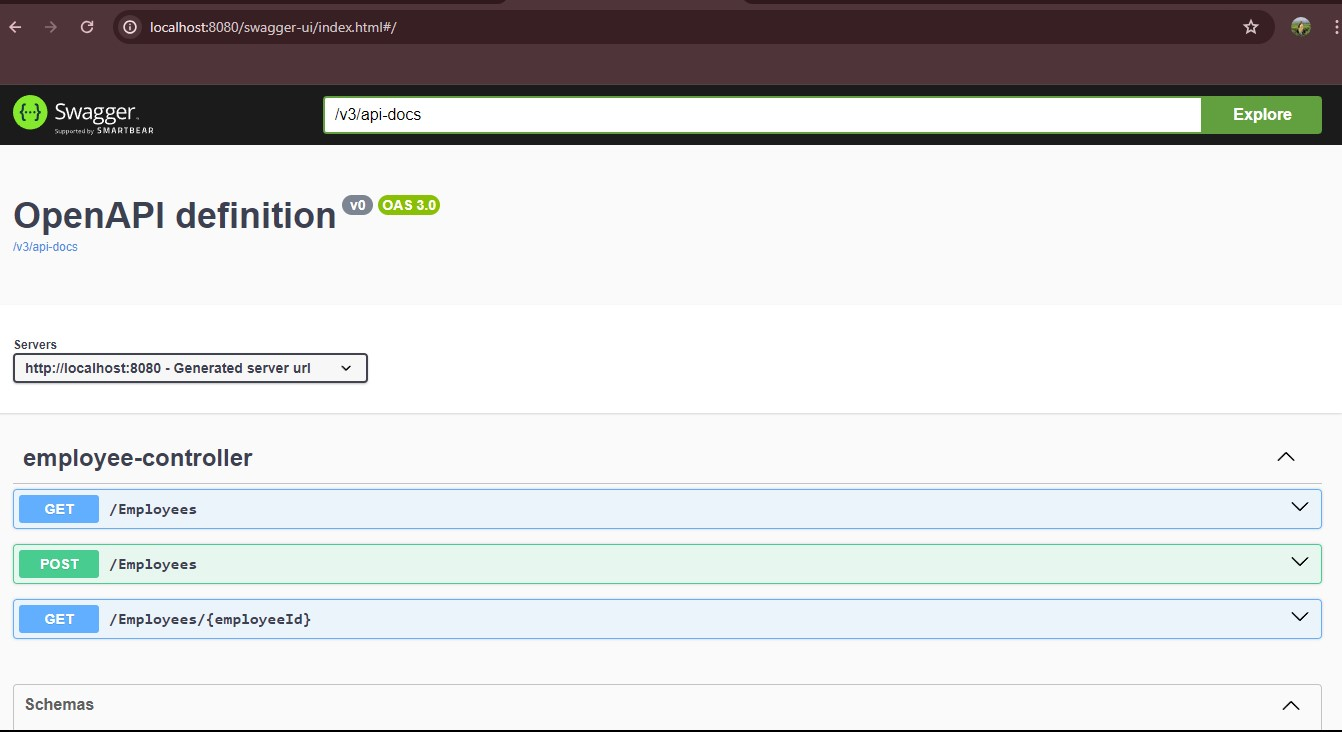 localhost:8080/swagger-ui/index.html#/
Swagger
Supported by SMARTBEAR
/v3/api-docs
Explore
OpenAPI definition v0 OAS 3.0
/v3/api-docs
Servers
http://localhost:8080 - Generated server url
employee-controller
GET /Employees
POST /Employees
GET /Employees/{employeeId}
Schemas